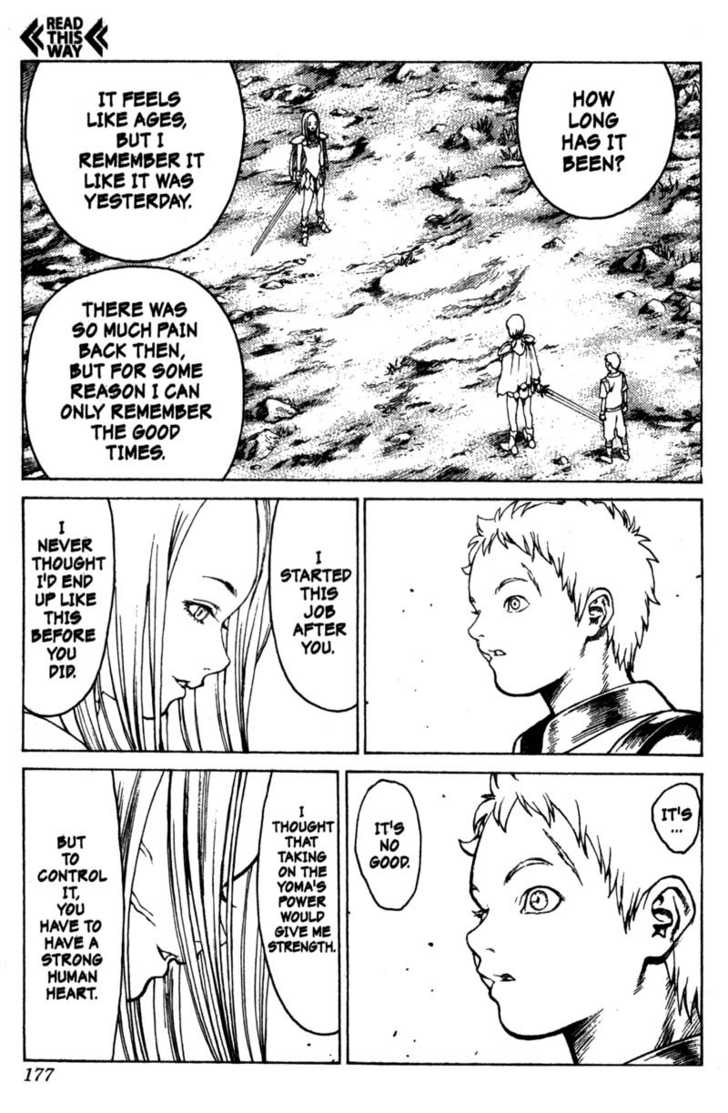 READ
THIS
WAY
HOW
LONG
HAS IT
BEEN?
IT FEELS
LIKE AGES,
BUT I
REMEMBER IT
LIKE IT WAS
YESTERDAY.
THERE WAS
SO MUCH PAIN
BACK THEN,
BUT FOR SOME
REASON I CAN
ONLY REMEMBER
THE GOOD
TIMES.
I
STARTED
THIS
JOB
AFTER
YOU.
I
NEVER
THOUGHT
I'D END
UP LIKE
THIS
BEFORE
YOU
DID.
IT'S
...
IT'S
NO
GOOD.
I
THOUGHT
THAT
TAKING
ON THE
YOMA'S
POWER
WOULD
GIVE ME
STRENGTH.
BUT
TO
CONTROL
IT,
YOU
HAVE TO
HAVE A
STRONG
HUMAN
HEART.
177